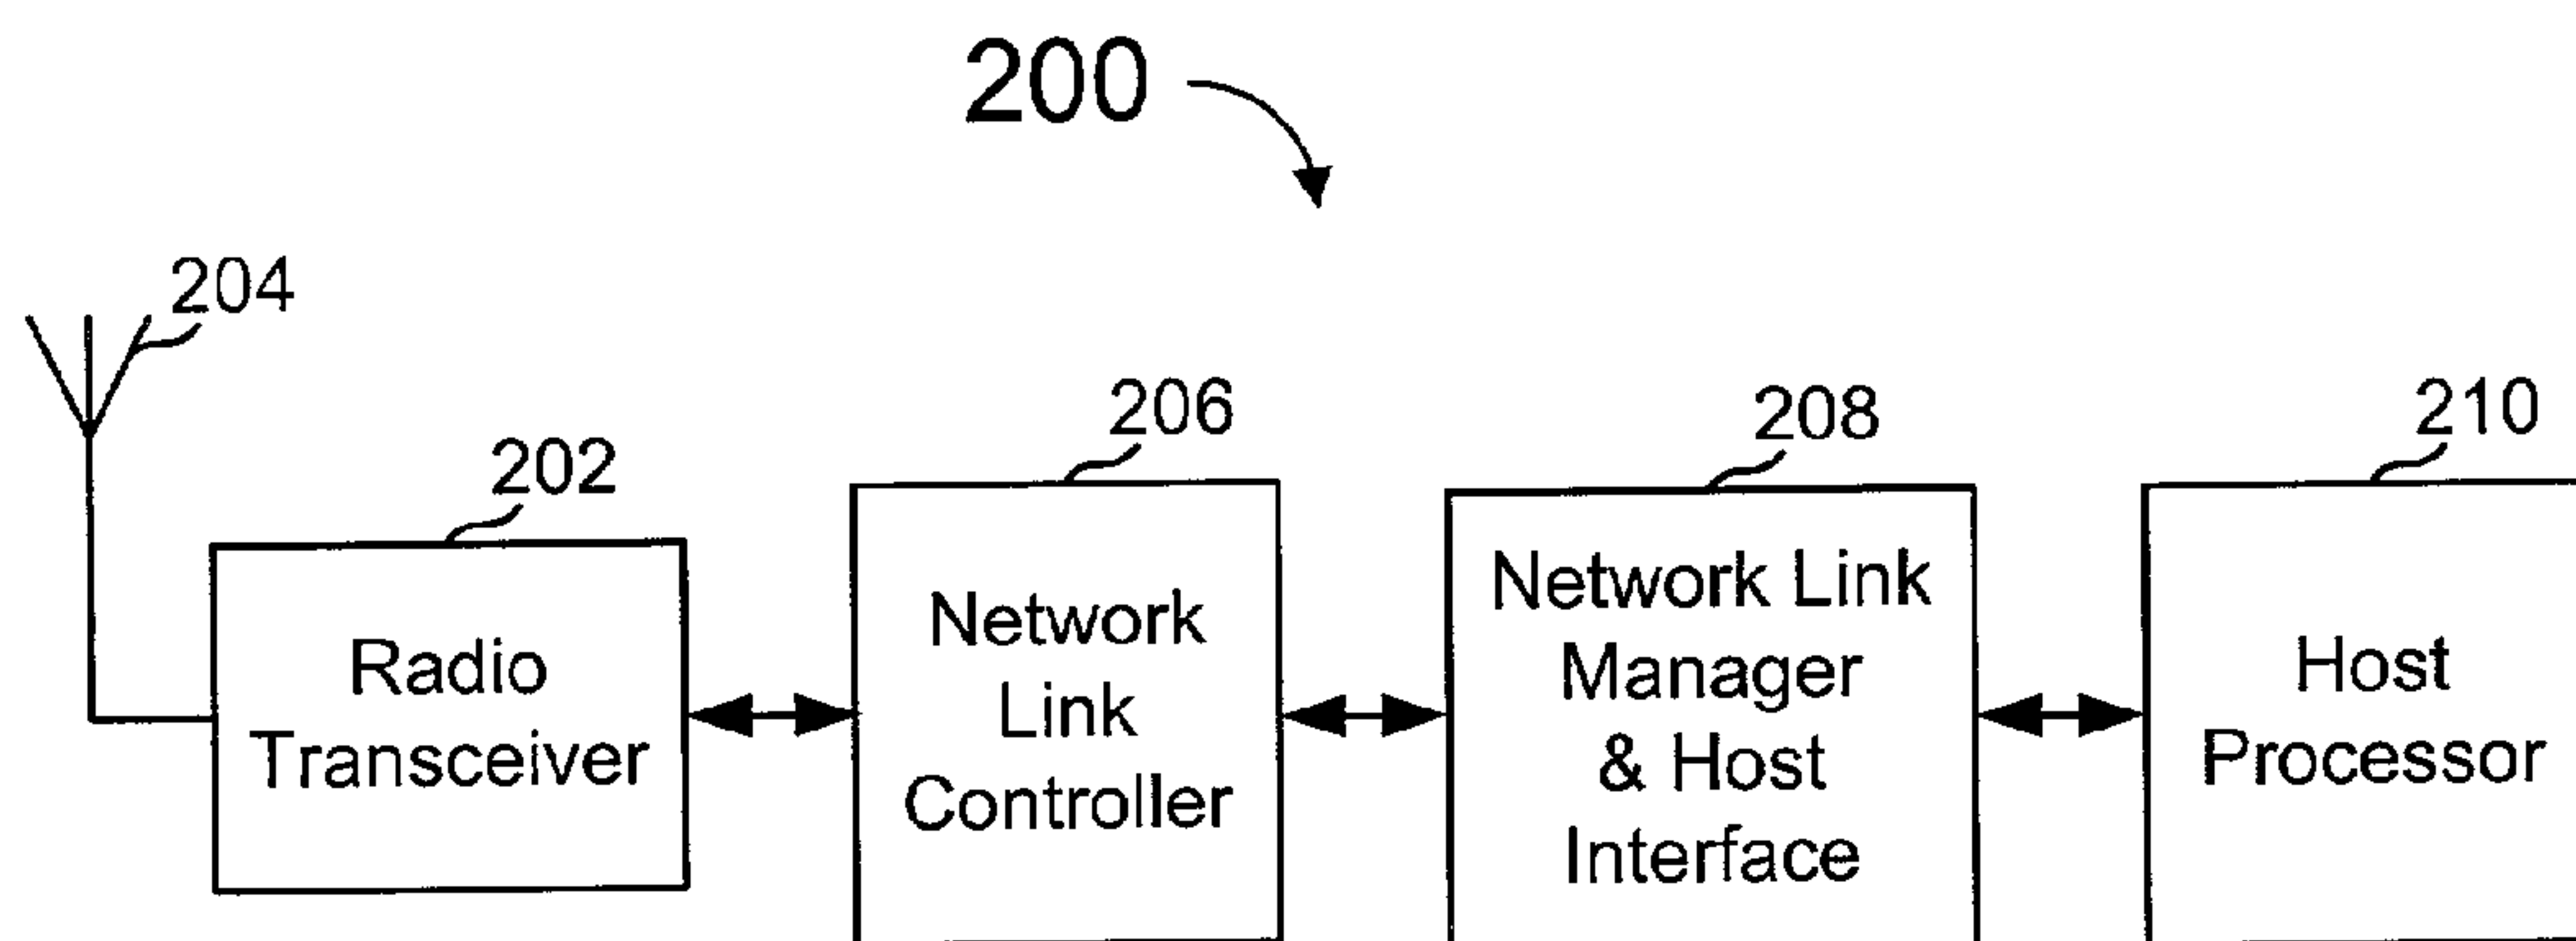 200
204
202
206
208
210
Radio
Transceiver
Network
Link
Controller
Network Link
Manager
& Host
Interface
Host
Processor